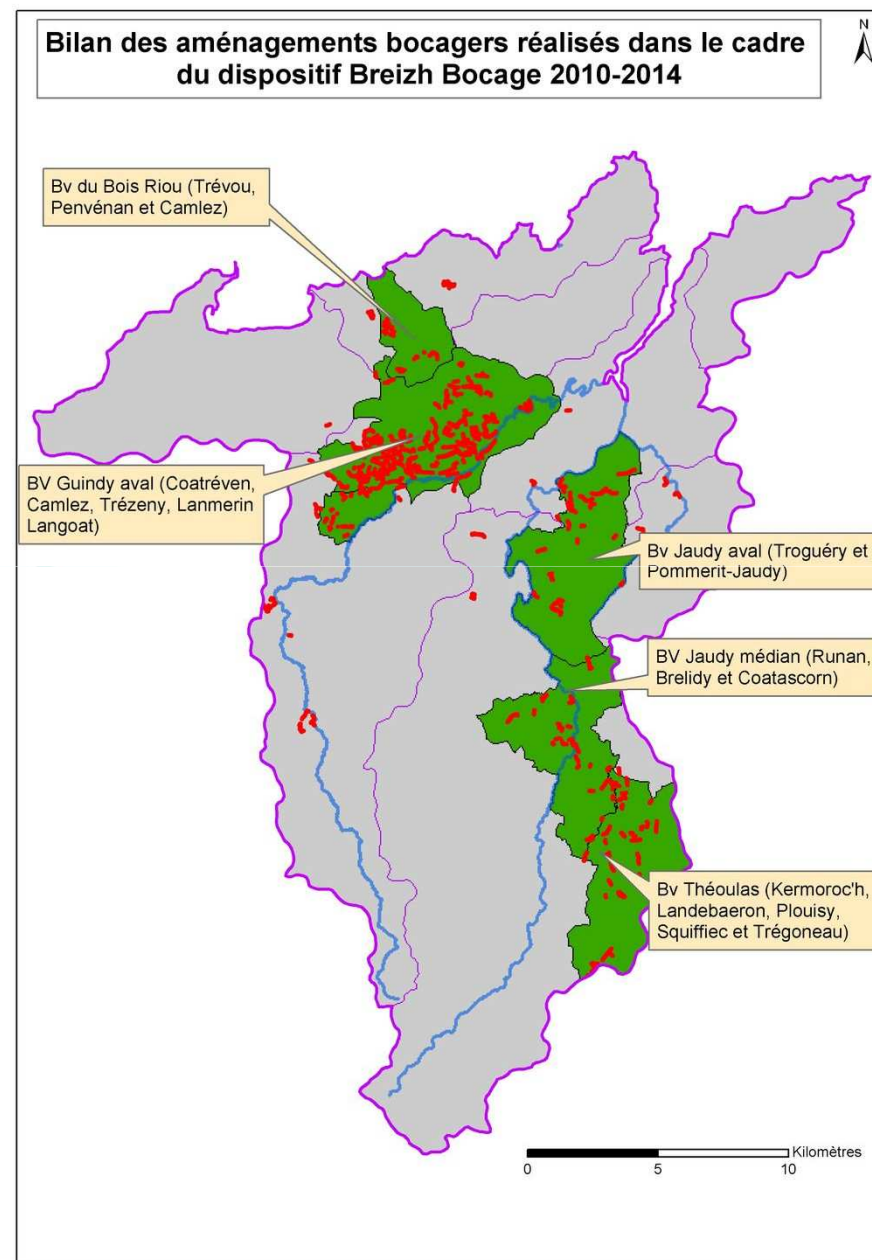 Bilan des aménagements bocagers réalisés dans le cadre
du dispositif Breizh Bocage 2010-2014
N
Bv du Bois Riou (Trévou,
Penvénan et Camlez)
BV Guindy aval (Coatréven,
Camlez, Trézeny, Lanmerin
Langoat)
Bv Jaudy aval (Troguéry et
Pommerit-Jaudy)
BV Jaudy médian (Runan,
Brelidy et Coatascorn)
Bv Théoulas (Kermoroc'h,
Landebaeron, Plouisy,
Squiffiec et Trégoneau)
Kilomètres
0 5 10